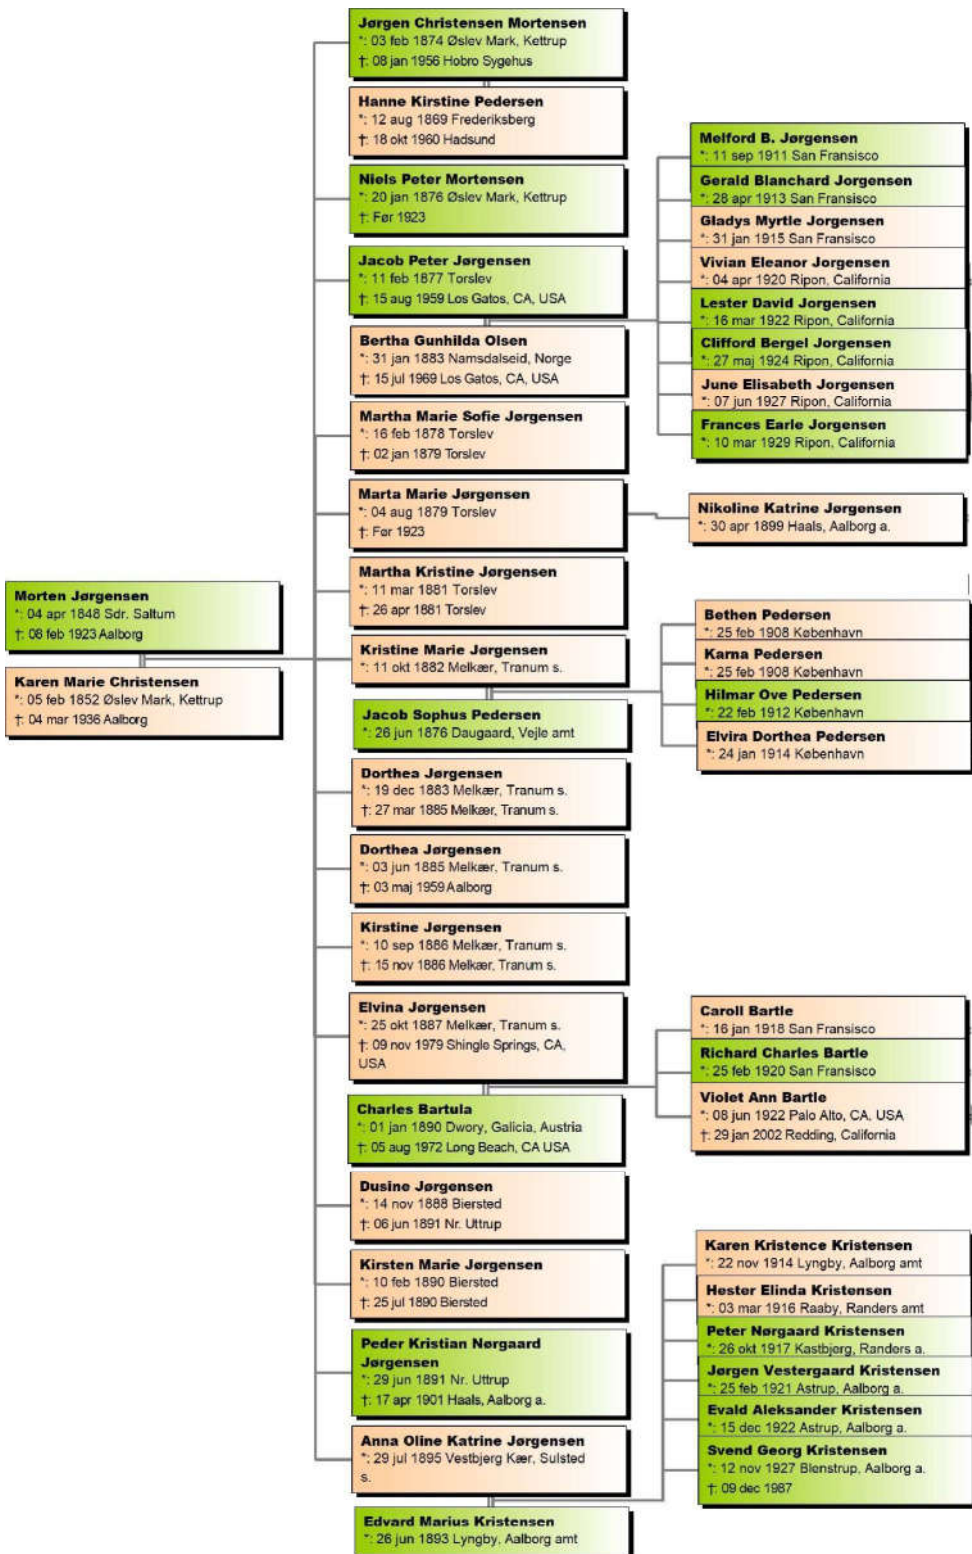 Morten Jørgensen
*: 04 apr 1848 Sdr. Saltum
†: 08 feb 1923 Aalborg
Karen Marie Christensen
*: 05 feb 1852 Øslev Mark, Kettrup
†: 04 mar 1936 Aalborg
Jørgen Christensen Mortensen
*: 03 feb 1874 Øslev Mark, Kettrup
†: 08 jan 1956 Hobro Sygehus
Hanne Kirstine Pedersen
*: 12 aug 1869 Frederiksberg
†: 18 okt 1960 Hadsund
Niels Peter Mortensen
*: 20 jan 1876 Øslev Mark, Kettrup
†: Før 1923
Jacob Peter Jørgensen
*: 11 feb 1877 Torslev
†: 15 aug 1959 Los Gatos, CA, USA
Bertha Gunhilda Olsen
*: 31 jan 1883 Namsdalseid, Norge
†: 15 jul 1969 Los Gatos, CA, USA
Martha Marie Sofie Jørgensen
*: 16 feb 1878 Torslev
†: 02 jan 1879 Torslev
Marta Marie Jørgensen
*: 04 aug 1879 Torslev
†: Før 1923
Martha Kristine Jørgensen
*: 11 mar 1881 Torslev
†: 26 apr 1881 Torslev
Kristine Marie Jørgensen
*: 11 okt 1882 Melkær, Tranum s.
Jacob Sophus Pedersen
*: 26 jun 1876 Daugaard, Vejle amt
Dorthea Jørgensen
*: 19 dec 1883 Melkær, Tranum s.
†: 27 mar 1885 Melkær, Tranum s.
Dorthea Jørgensen
*: 03 jun 1885 Melkær, Tranum s.
†: 03 maj 1959 Aalborg
Kirstine Jørgensen
*: 10 sep 1886 Melkær, Tranum s.
†: 15 nov 1886 Melkær, Tranum s.
Elvina Jørgensen
*: 25 okt 1887 Melkær, Tranum s.
†: 09 nov 1979 Shingle Springs, CA,
USA
Charles Bartula
*: 01 jan 1890 Dwory, Galicia, Austria
†: 05 aug 1972 Long Beach, CA USA
Dusine Jørgensen
*: 14 nov 1888 Biersted
†: 06 jun 1891 Nr. Uttrup
Kirsten Marie Jørgensen
*: 10 feb 1890 Biersted
†: 25 jul 1890 Biersted
Peder Kristian Nørgaard
Jørgensen
*: 29 jun 1891 Nr. Uttrup
†: 17 apr 1901 Haals, Aalborg a.
Anna Oline Katrine Jørgensen
*: 29 jul 1895 Vestbjerg Kær, Sulsted
s.
Edvard Marius Kristensen
*: 26 jun 1893 Lyngby, Aalborg amt
Melford B. Jørgensen
*: 11 sep 1911 San Fransisco
Gerald Blanchard Jorgensen
*: 28 apr 1913 San Fransisco
Gladys Myrtle Jorgensen
*: 31 jan 1915 San Fransisco
Vivian Eleanor Jorgensen
*: 04 apr 1920 Ripon, California
Lester David Jorgensen
*: 16 mar 1922 Ripon, California
Clifford Bergel Jorgensen
*: 27 maj 1924 Ripon, California
June Elisabeth Jorgensen
*: 07 jun 1927 Ripon, California
Frances Earle Jorgensen
*: 10 mar 1929 Ripon, California
Nikoline Katrine Jørgensen
*: 30 apr 1899 Haals, Aalborg a.
Bethen Pedersen
*: 25 feb 1908 København
Karna Pedersen
*: 25 feb 1908 København
Hilmar Ove Pedersen
*: 22 feb 1912 København
Elvira Dorthea Pedersen
*: 24 jan 1914 København
Caroll Bartle
*: 16 jan 1918 San Fransisco
Richard Charles Bartle
*: 25 feb 1920 San Fransisco
Violet Ann Bartle
*: 08 jun 1922 Palo Alto, CA, USA
†: 29 jan 2002 Redding, California
Karen Kristence Kristensen
*: 22 nov 1914 Lyngby, Aalborg amt
Hester Elinda Kristensen
*: 03 mar 1916 Raaby, Randers amt
Peter Nørgaard Kristensen
*: 26 okt 1917 Kastbjerg, Randers a.
Jørgen Vestergaard Kristensen
*: 25 feb 1921 Astrup, Aalborg a.
Evald Aleksander Kristensen
*: 15 dec 1922 Astrup, Aalborg a.
Svend Georg Kristensen
*: 12 nov 1927 Blenstrup, Aalborg a.
†: 09 dec 1987